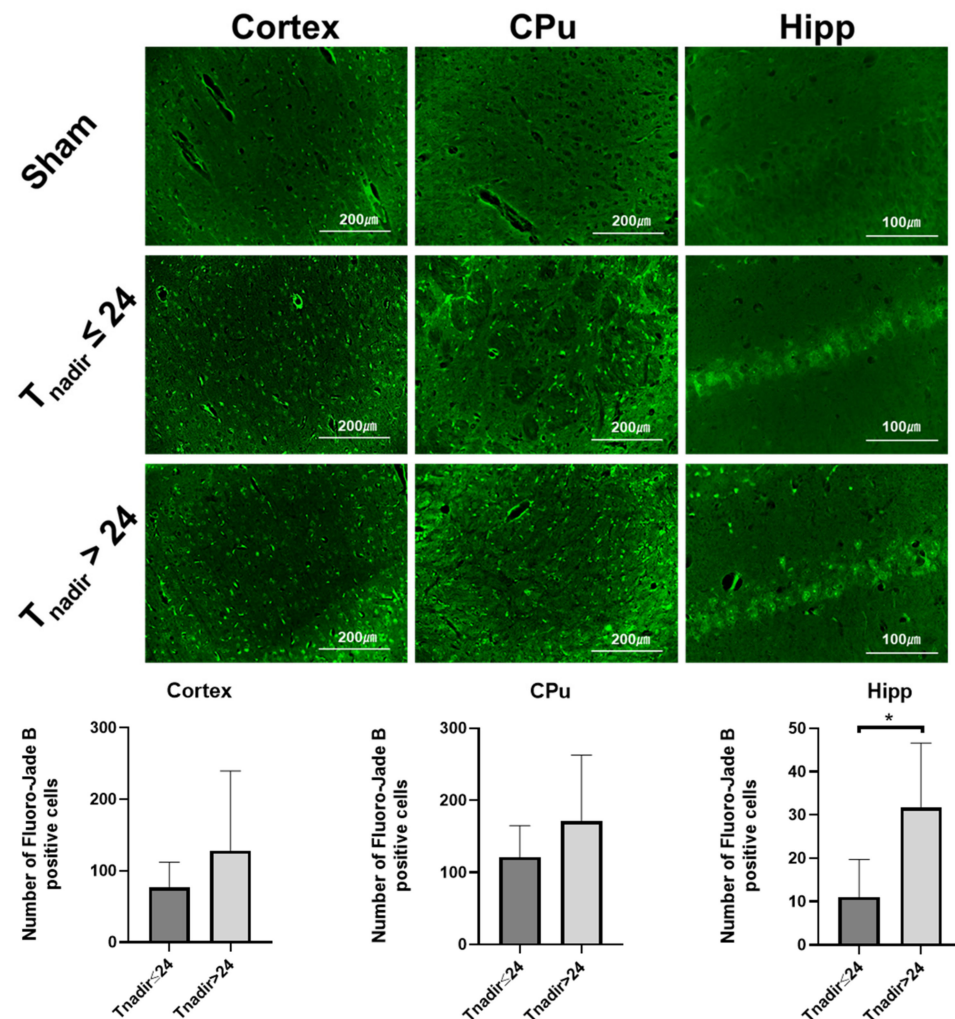 Cortex CPu Hipp
Sham
200㎛ 200㎛ 100㎛
T nadir ≤ 24
200㎛ 200㎛ 100㎛
T nadir > 24
200㎛ 200㎛ 100㎛
Cortex
Number of Fluoro-Jade B
positive cells
300
200
100
0
Tnadir≤24
Tnadir>24
CPu
Number of Fluoro-Jade B
positive cells
300
200
100
0
Tnadir≤24
Tnadir>24
Hipp
*
Number of Fluoro-Jade B
positive cells
50
40
30
20
10
0
Tnadir≤24
Tnadir>24